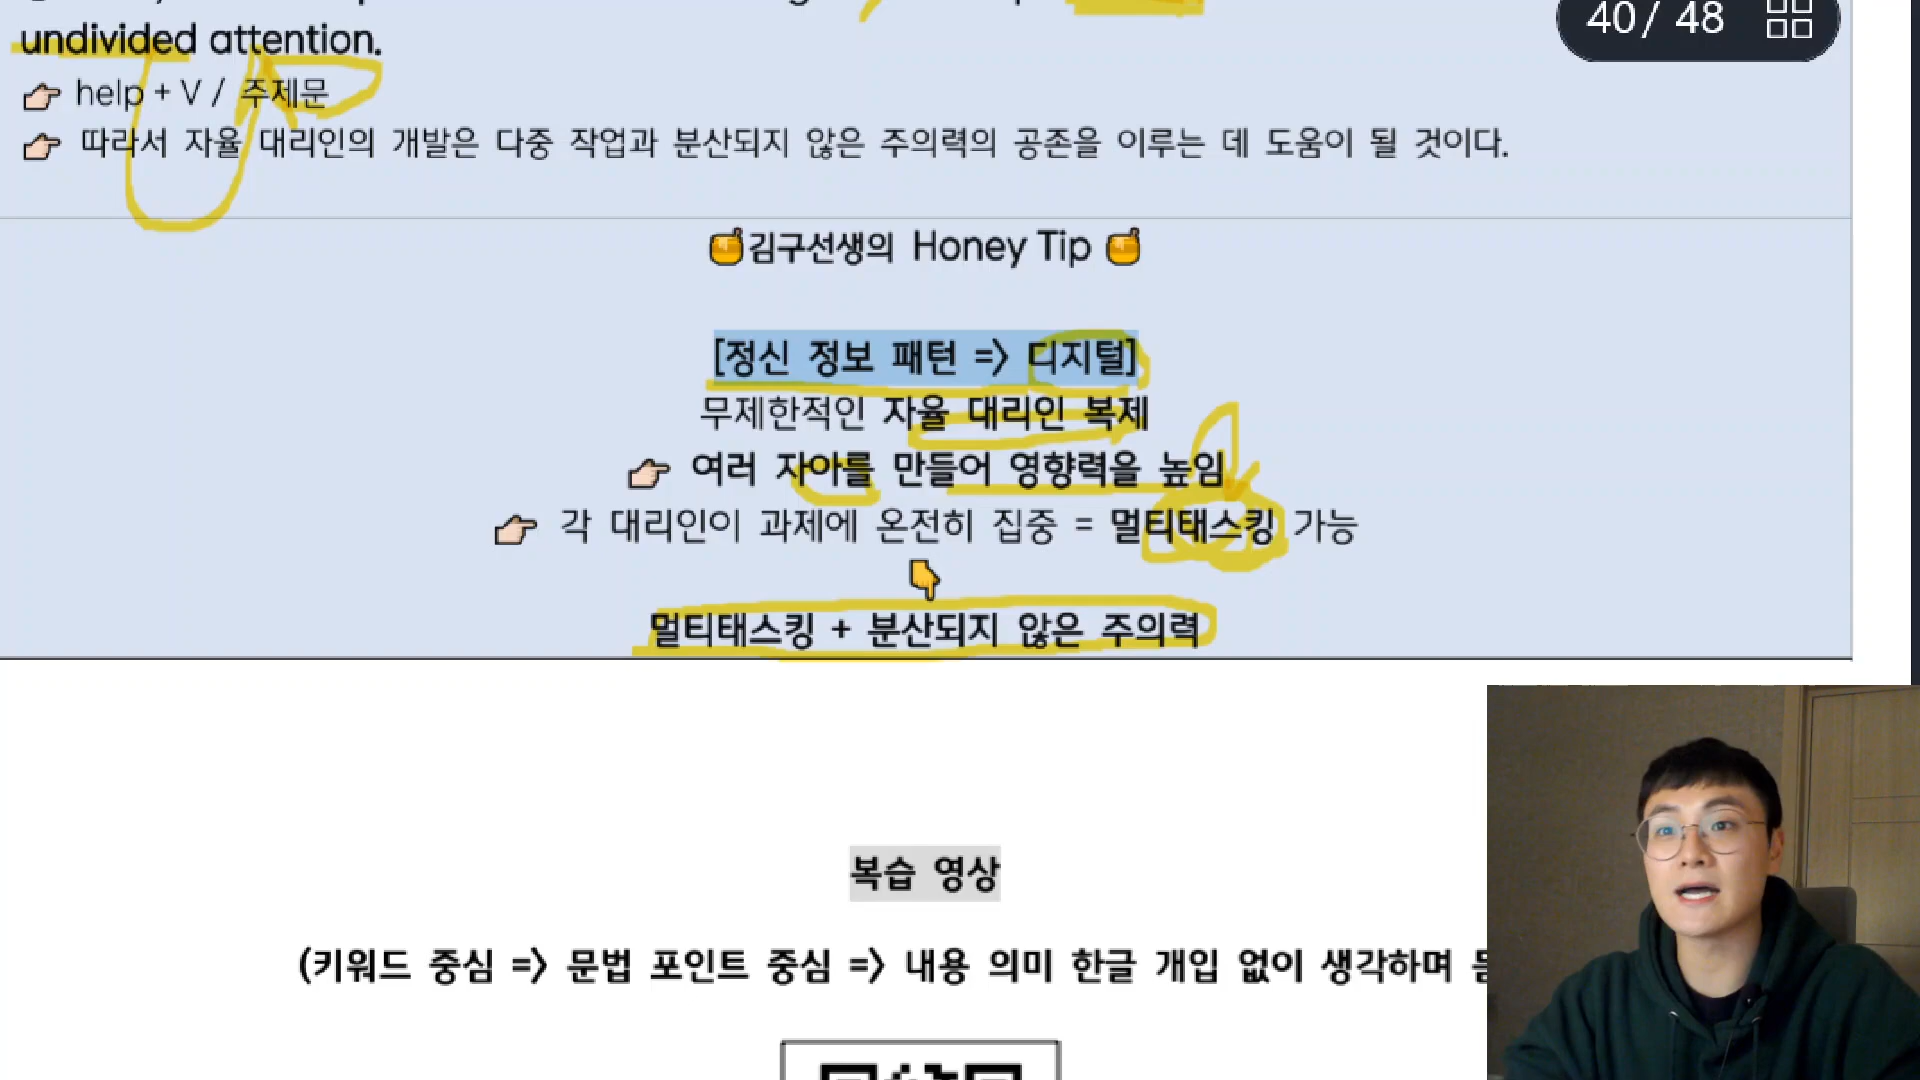 40 / 48
undivided attention.
👉 help + V / 주제문
👉 따라서 자율 대리인의 개발은 다중 작업과 분산되지 않은 주의력의 공존을 이루는 데 도움이 될 것이다.
🍯김구선생의 Honey Tip 🍯
[정신 정보 패턴 => 디지털]
무제한적인 자율 대리인 복제
👉 여러 자아를 만들어 영향력을 높임
👉 각 대리인이 과제에 온전히 집중 = 멀티태스킹 가능
👇
멀티태스킹 + 분산되지 않은 주의력
복습 영상
(키워드 중심 => 문법 포인트 중심 => 내용 의미 한글 개입 없이 생각하며